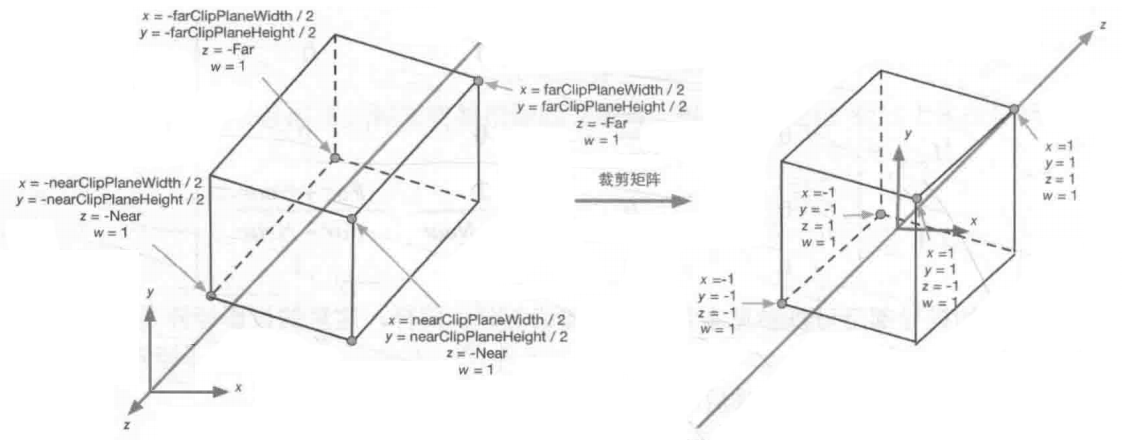 x = -farClipPlaneWidth / 2
y = -farClipPlaneHeight / 2
z = -Far
w = 1
x = farClipPlaneWidth / 2
y = farClipPlaneHeight / 2
z = -Far
w = 1
x = -nearClipPlaneWidth / 2
y = -nearClipPlaneHeight / 2
z = -Near
w = 1
x = nearClipPlaneWidth / 2
y = nearClipPlaneHeight / 2
z = -Near
w = 1
y
x
z
裁剪矩阵
z
y
x
x =1
y = 1
z = 1
w = 1
x =-1
y = -1
z = 1
w = 1
x =1
y = 1
z = -1
w = 1
x =-1
y = -1
z = -1
w = 1